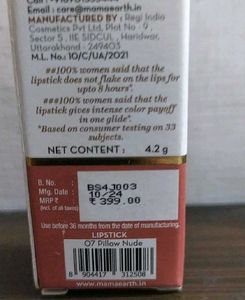 Email : care@mamaearth.in
MANUFACTURED BY : Regi India
Cosmetics Pvt Ltd, Plot No - 9,
Sector 5, IIE SIDCUL, Haridwar,
Uttarakhand - 249403
M.L. No.: 10/C/UA/2021
##100% women said that the
lipstick does not flake on the lips for
upto 8 hours*.
###100% women said that the
lipstick gives intense color payoff
in one glide*.
*Based on consumer testing on 33
subjects.
NET CONTENT : 4.2 g
B. No. : BS4J003
Mfg. Date : 10/24
MRP ₹ : ₹ 399.00
(Incl. of all taxes)
Use before 36 months from the date of manufacturing.
LIPSTICK
07 Pillow Nude
8 904417 312508
www.mamaearth.in